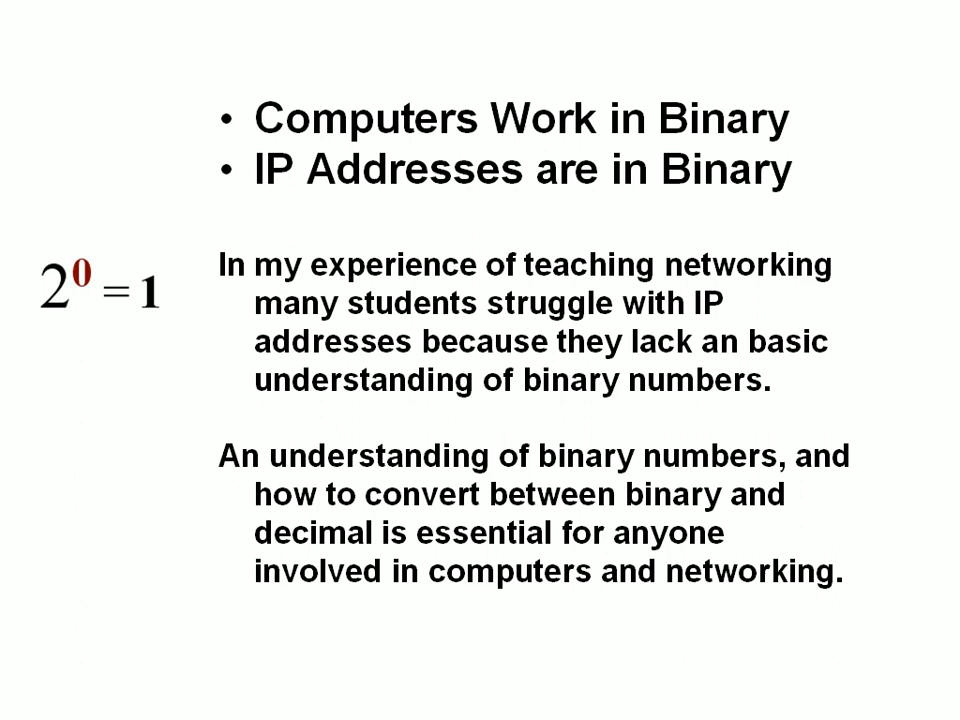 • Computers Work in Binary
• IP Addresses are in Binary
2⁰ = 1
In my experience of teaching networking
many students struggle with IP
addresses because they lack an basic
understanding of binary numbers.
An understanding of binary numbers, and
how to convert between binary and
decimal is essential for anyone
involved in computers and networking.